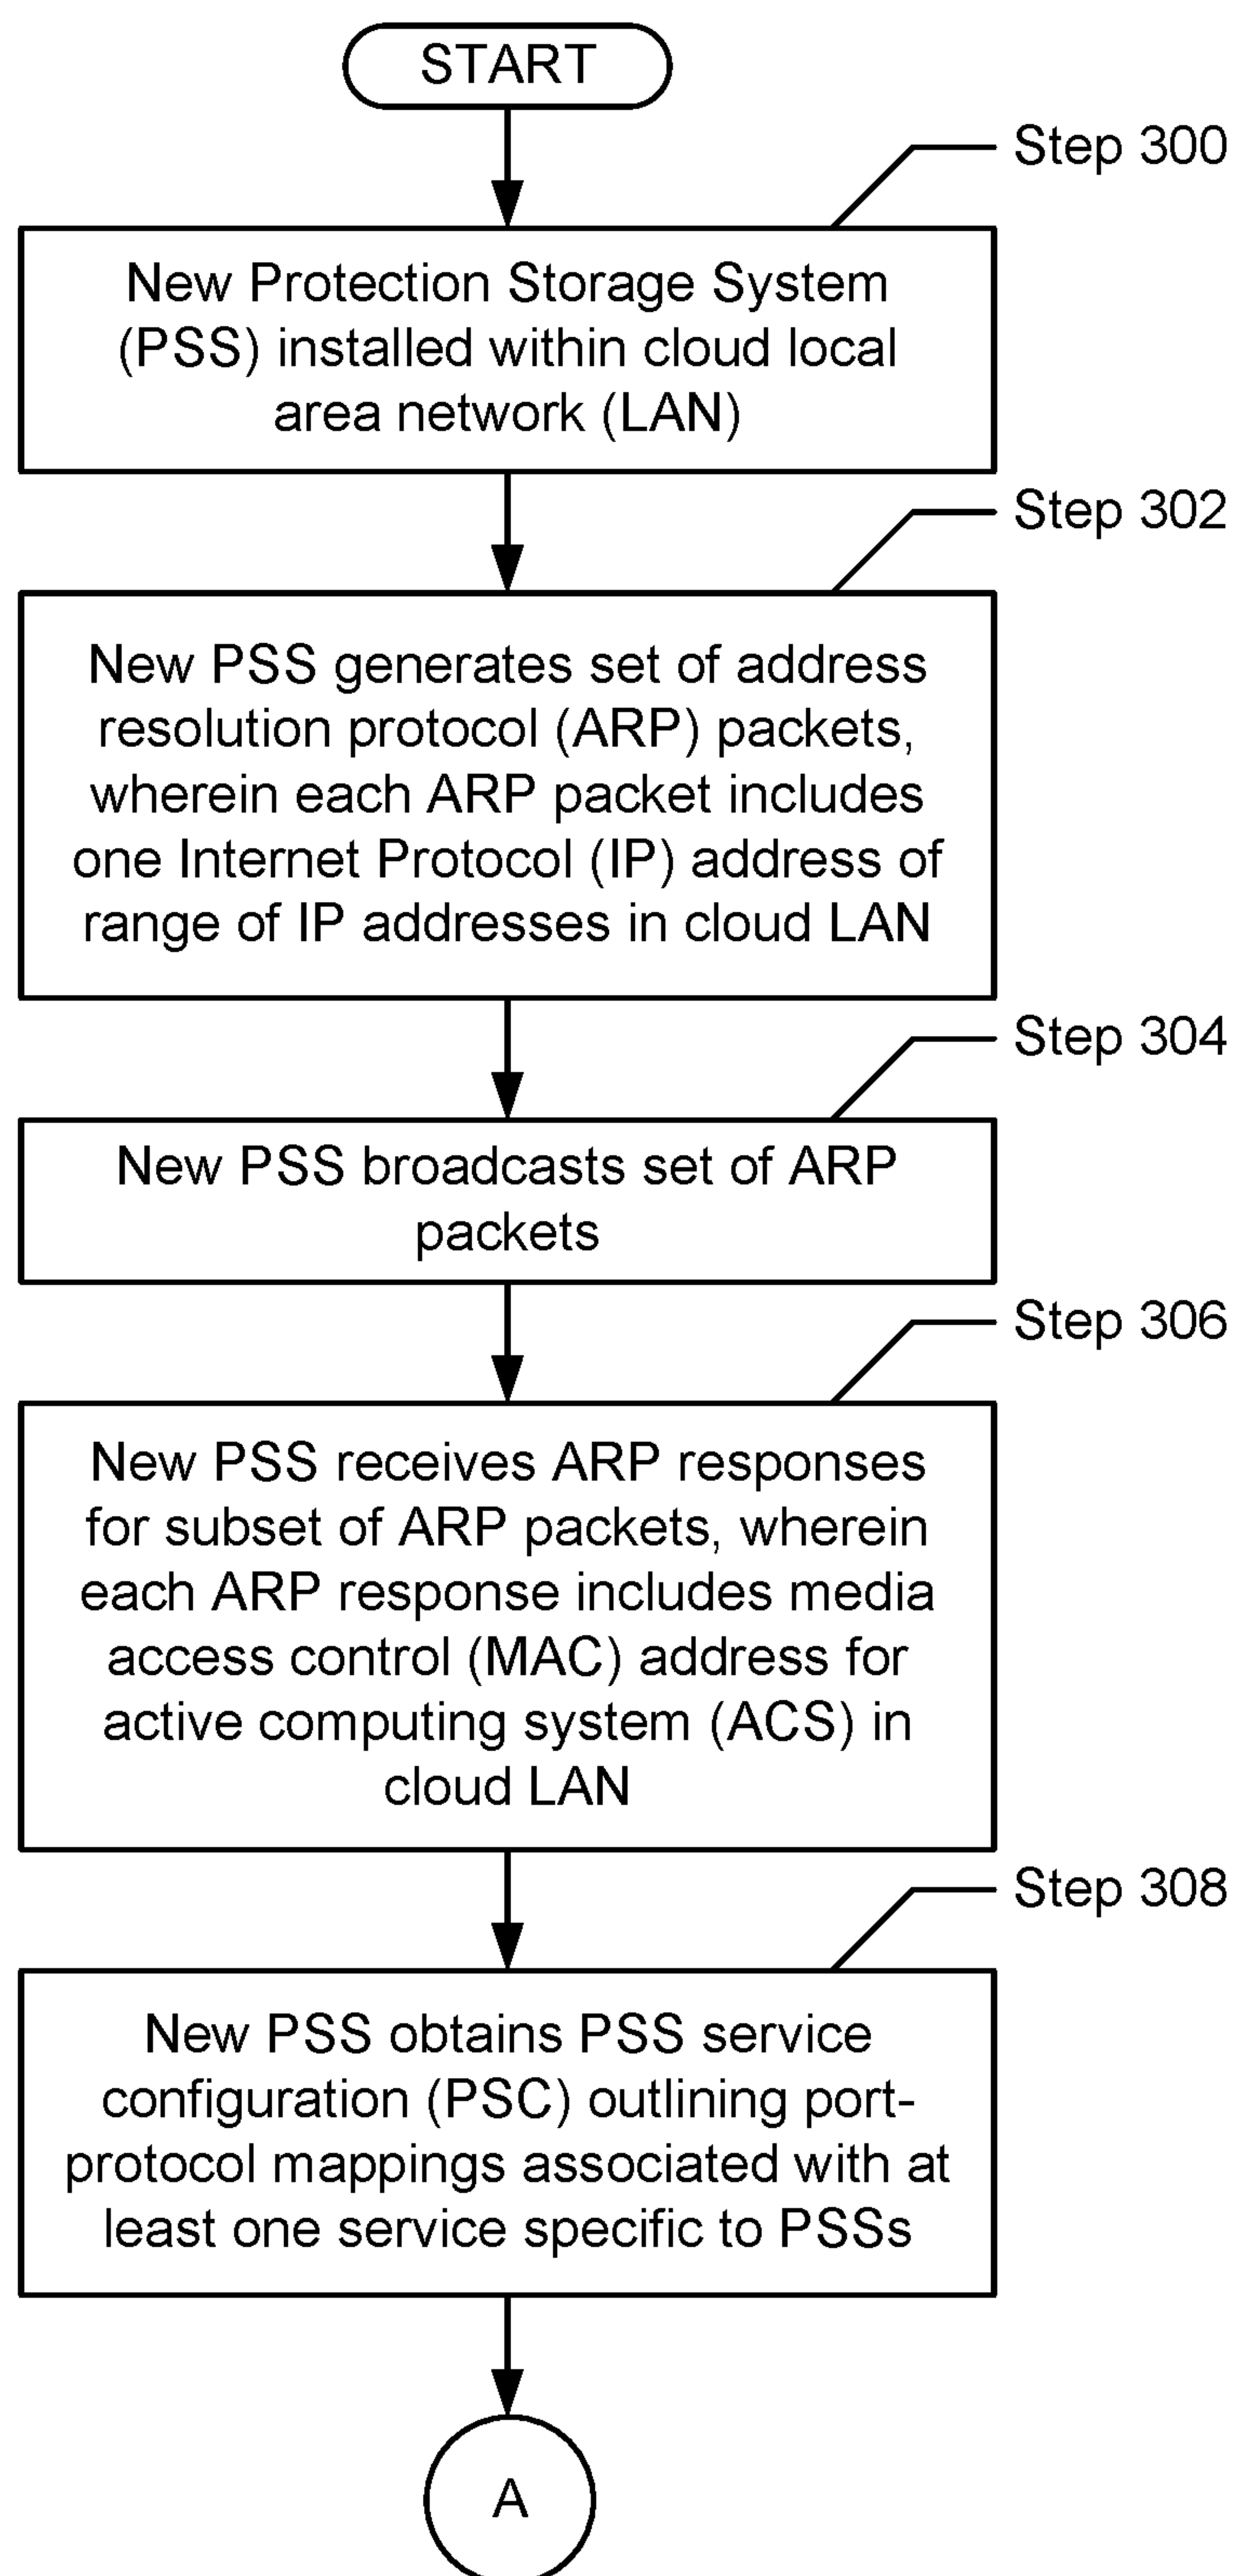 START
Step 300
New Protection Storage System
(PSS) installed within cloud local
area network (LAN)
Step 302
New PSS generates set of address
resolution protocol (ARP) packets,
wherein each ARP packet includes
one Internet Protocol (IP) address of
range of IP addresses in cloud LAN
Step 304
New PSS broadcasts set of ARP
packets
Step 306
New PSS receives ARP responses
for subset of ARP packets, wherein
each ARP response includes media
access control (MAC) address for
active computing system (ACS) in
cloud LAN
Step 308
New PSS obtains PSS service
configuration (PSC) outlining port-
protocol mappings associated with at
least one service specific to PSSs
A